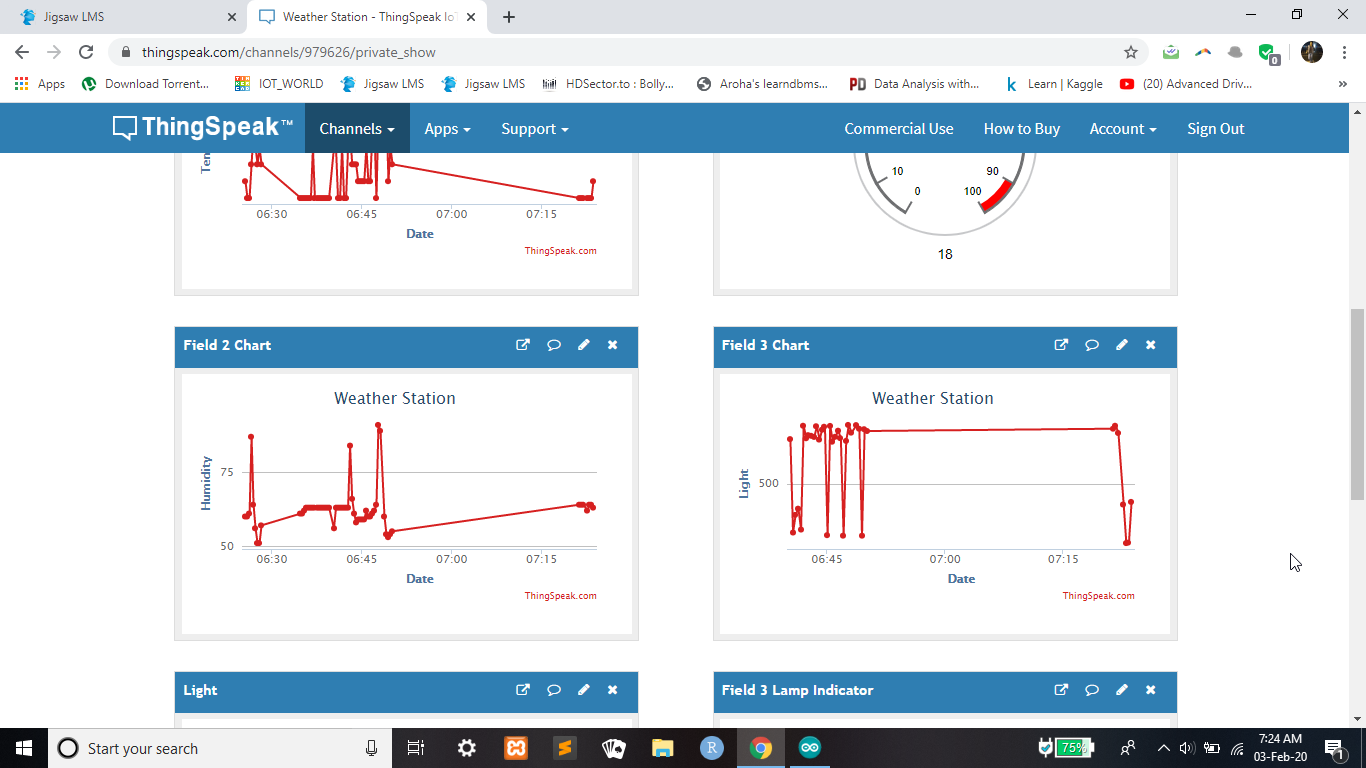 Jigsaw LMS
Weather Station - ThingSpeak Io
thingspeak.com/channels/979626/private_show
0
Apps
Download Torrent...
IOT_WORLD
Jigsaw LMS
Jigsaw LMS
HDSector.to : Bolly...
Aroha's learndbms...
PD
Data Analysis with...
k
Learn | Kaggle
(20) Advanced Driv...
»
ThingSpeak™
Channels
Apps
Support
Commercial Use
How to Buy
Account
Sign Out
Tem
06:30
06:45
07:00
07:15
Date
ThingSpeak.com
10
0
90
100
18
Field 2 Chart
Weather Station
Humidity
75
50
06:30
06:45
07:00
07:15
Date
ThingSpeak.com
Field 3 Chart
Weather Station
Light
500
06:45
07:00
07:15
Date
ThingSpeak.com
Light
Field 3 Lamp Indicator
Start your search
R
75%
7:24 AM
03-Feb-20
1